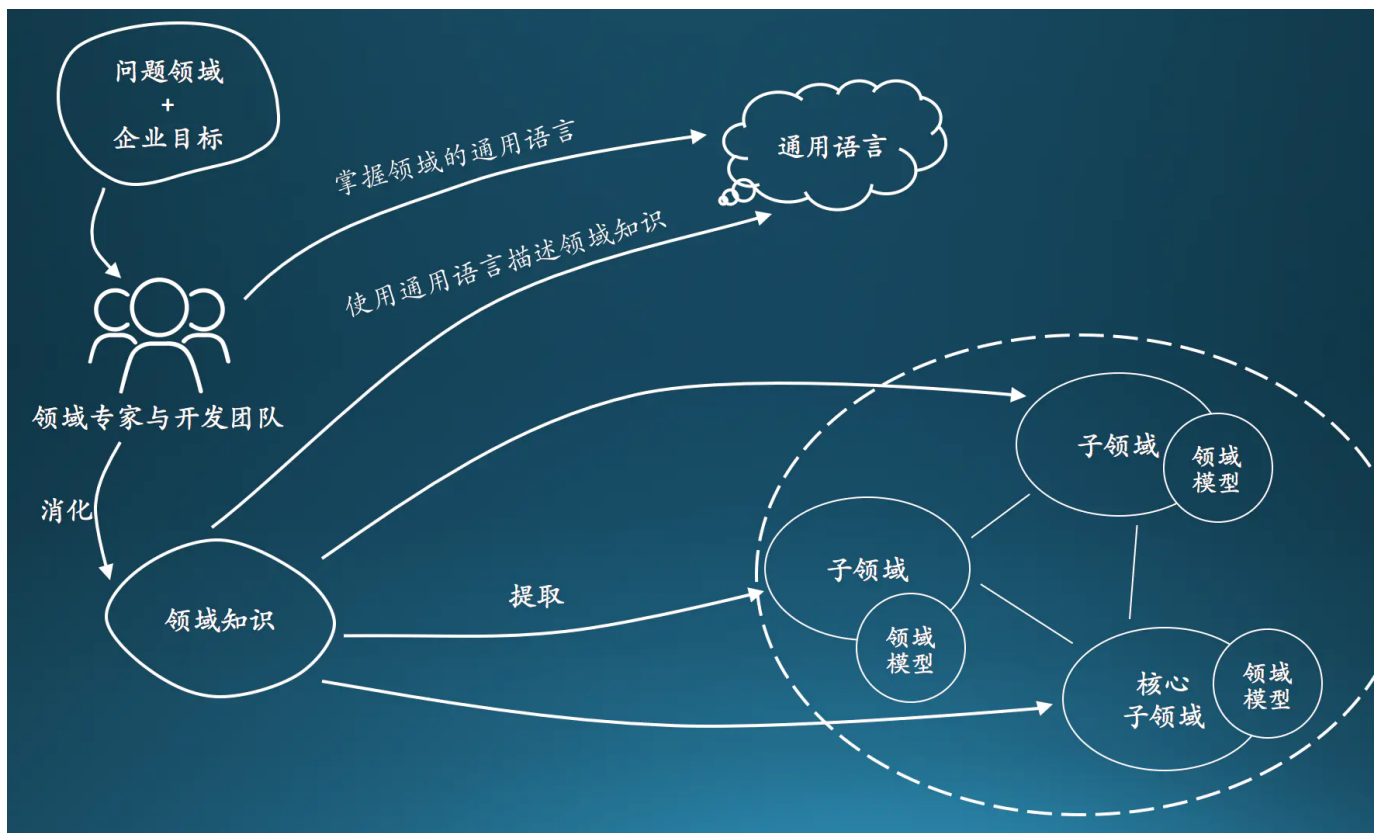 问题领域
+
企业目标
掌握领域的通用语言
通用语言
使用通用语言描述领域知识
领域专家与开发团队
消化
领域知识
提取
子领域
领域
模型
子领域
领域
模型
核心
子领域
领域
模型